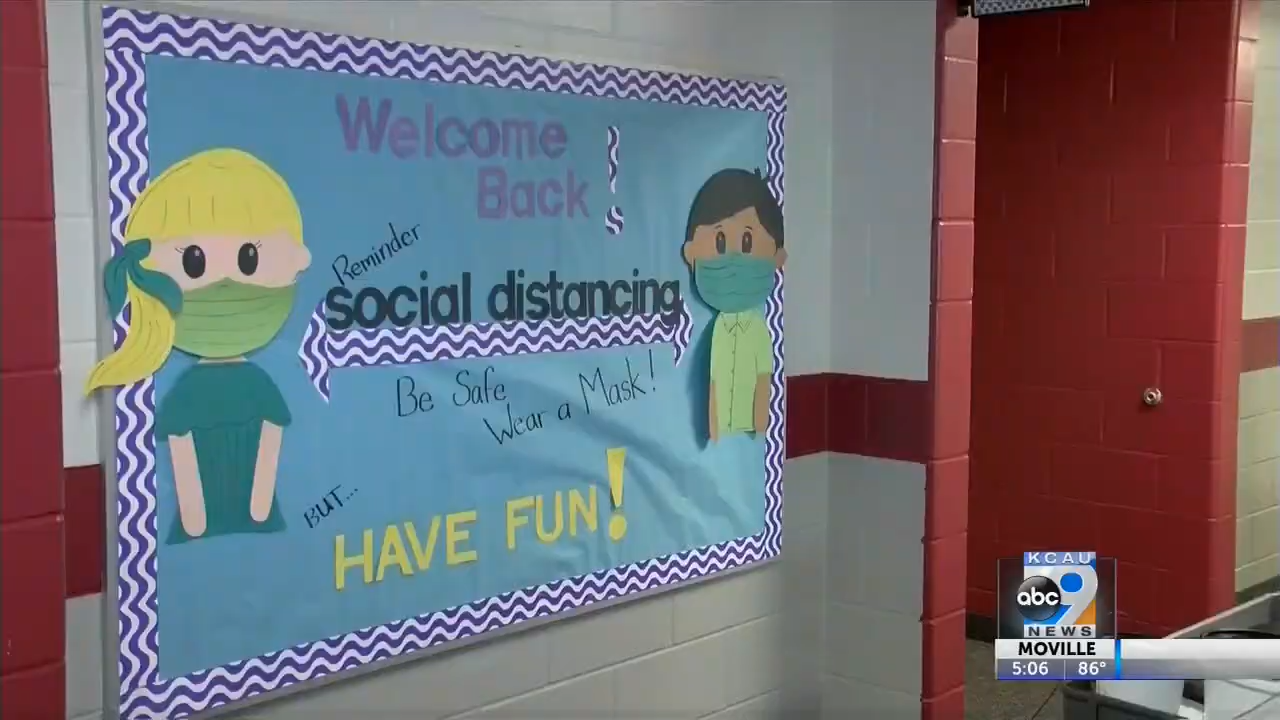 Welcome
Back!
Reminder
social distancing
Be Safe
Wear a Mask!
BUT...
HAVE FUN!
KCAU
abc 9
NEWS
MOVILLE
5:06 86°